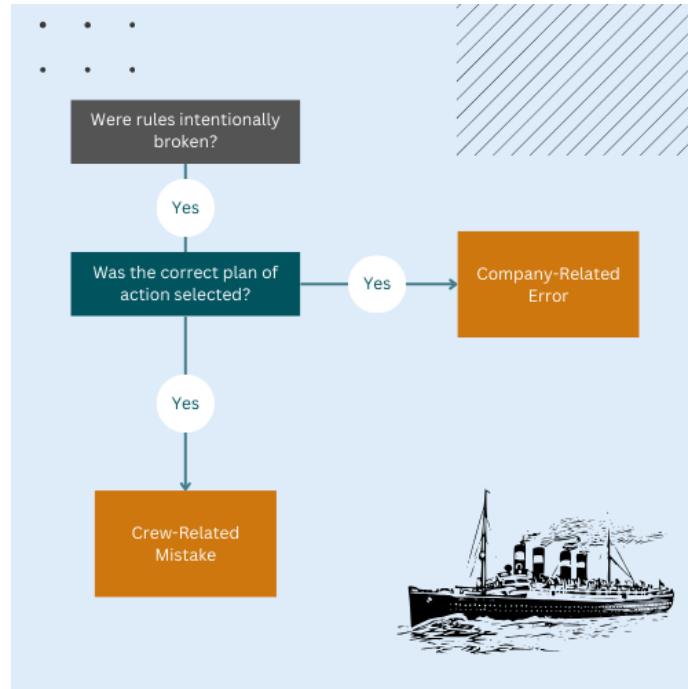 Were rules intentionally
broken?
Yes
Was the correct plan of
action selected?
Yes
Company-Related
Error
Yes
Crew-Related
Mistake